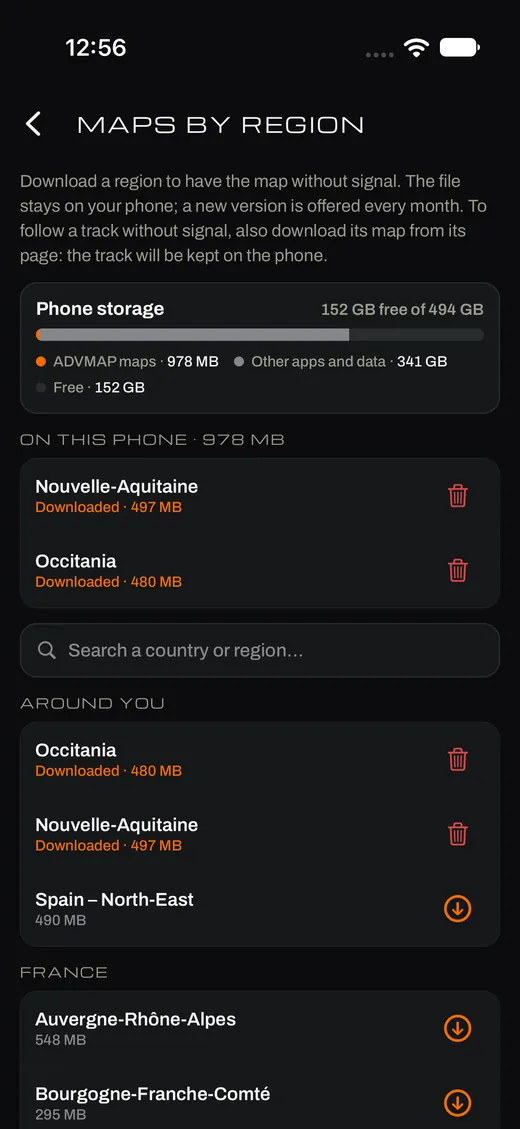 12:56
MAPS BY REGION
Download a region to have the map without signal. The file
stays on your phone; a new version is offered every month. To
follow a track without signal, also download its map from its
page: the track will be kept on the phone.
Phone storage
152 GB free of 494 GB
ADVMAP maps · 978 MB
Other apps and data · 341 GB
Free · 152 GB
ON THIS PHONE · 978 MB
Nouvelle-Aquitaine
Downloaded · 497 MB
Occitania
Downloaded · 480 MB
Search a country or region...
AROUND YOU
Occitania
Downloaded · 480 MB
Nouvelle-Aquitaine
Downloaded · 497 MB
Spain – North-East
490 MB
FRANCE
Auvergne-Rhône-Alpes
548 MB
Bourgogne-Franche-Comté
295 MB